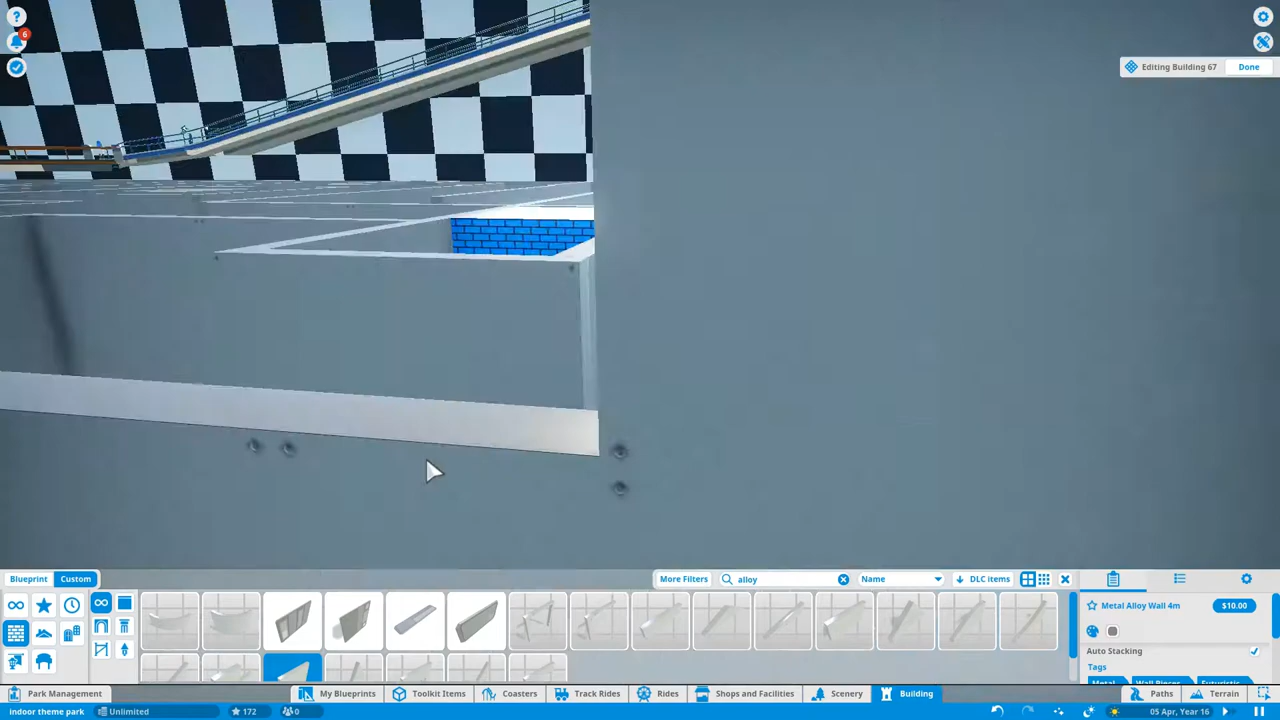 ?
6
Editing Building 67 Done
Blueprint Custom More Filters alloy Name DLC items
Metal Alloy Wall 4m $10.00
Auto Stacking
Tags
Park Management My Blueprints Toolkit Items Coasters Track Rides Rides Shops and Facilities Scenery Building Paths Terrain
indoor theme park Unlimited 172 0 05 Apr, Year 16